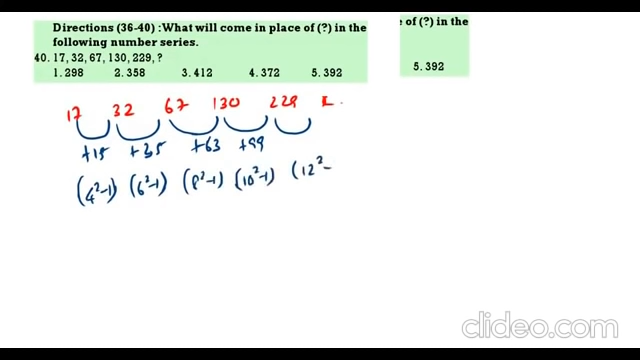 Directions (36-40) : What will come in place of (?) in the
following number series.
40. 17, 32, 67, 130, 229, ?
1. 298 2. 358 3. 412 4. 372 5. 392
e of (?) in the
5. 392
17 32 67 130 229
+15 +35 +63 +99
(4²-1) (6²-1) (8²-1) (10²-1) (12²-
clideo.com